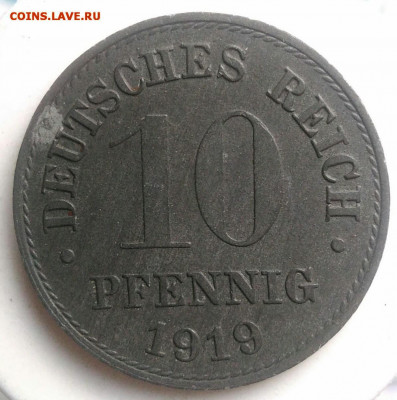 COINS.LAVE.RU
· DEUTSCHES REICH ·
10
PFENNIG
1919